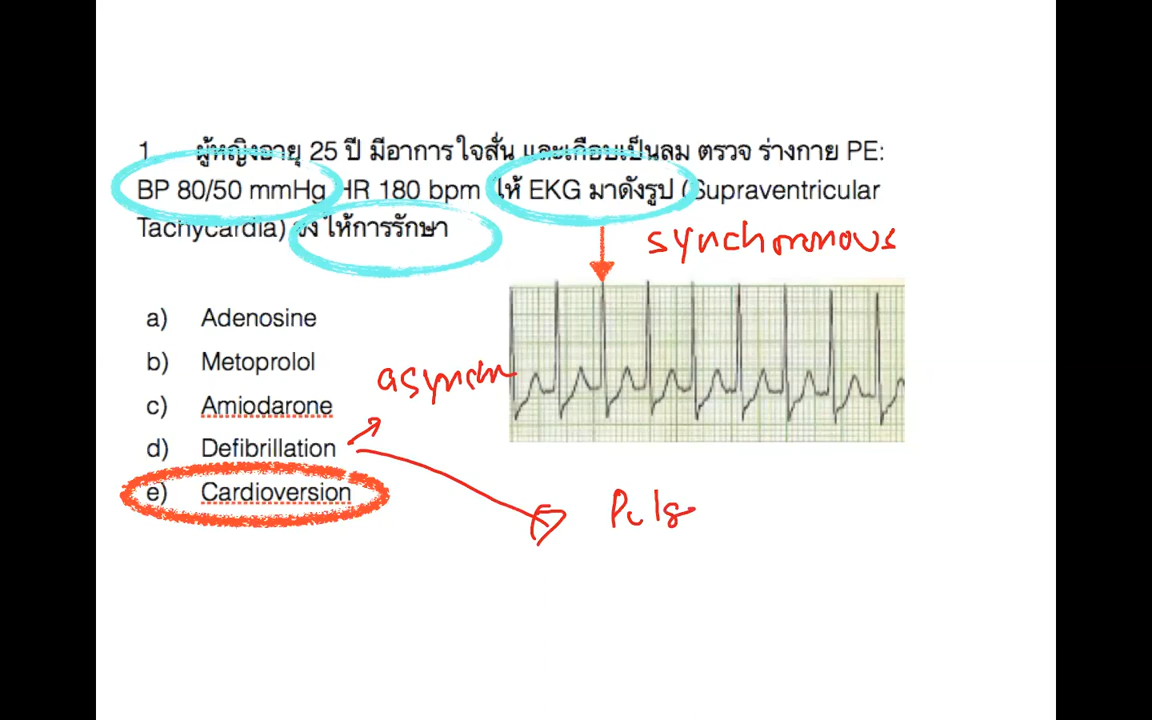 1 ผู้หญิงอายุ 25 ปี มีอาการ ใจสั่น และเกือบเป็นลม ตรวจ ร่างกาย PE:
BP 80/50 mmHg HR 180 bpm ให้ EKG มาดังรูป (Supraventricular
Tachycardia) จง ให้การรักษา
synchoronous
a) Adenosine
b) Metoprolol
asynchr
c) Amiodarone
d) Defibrillation
e) Cardioversion